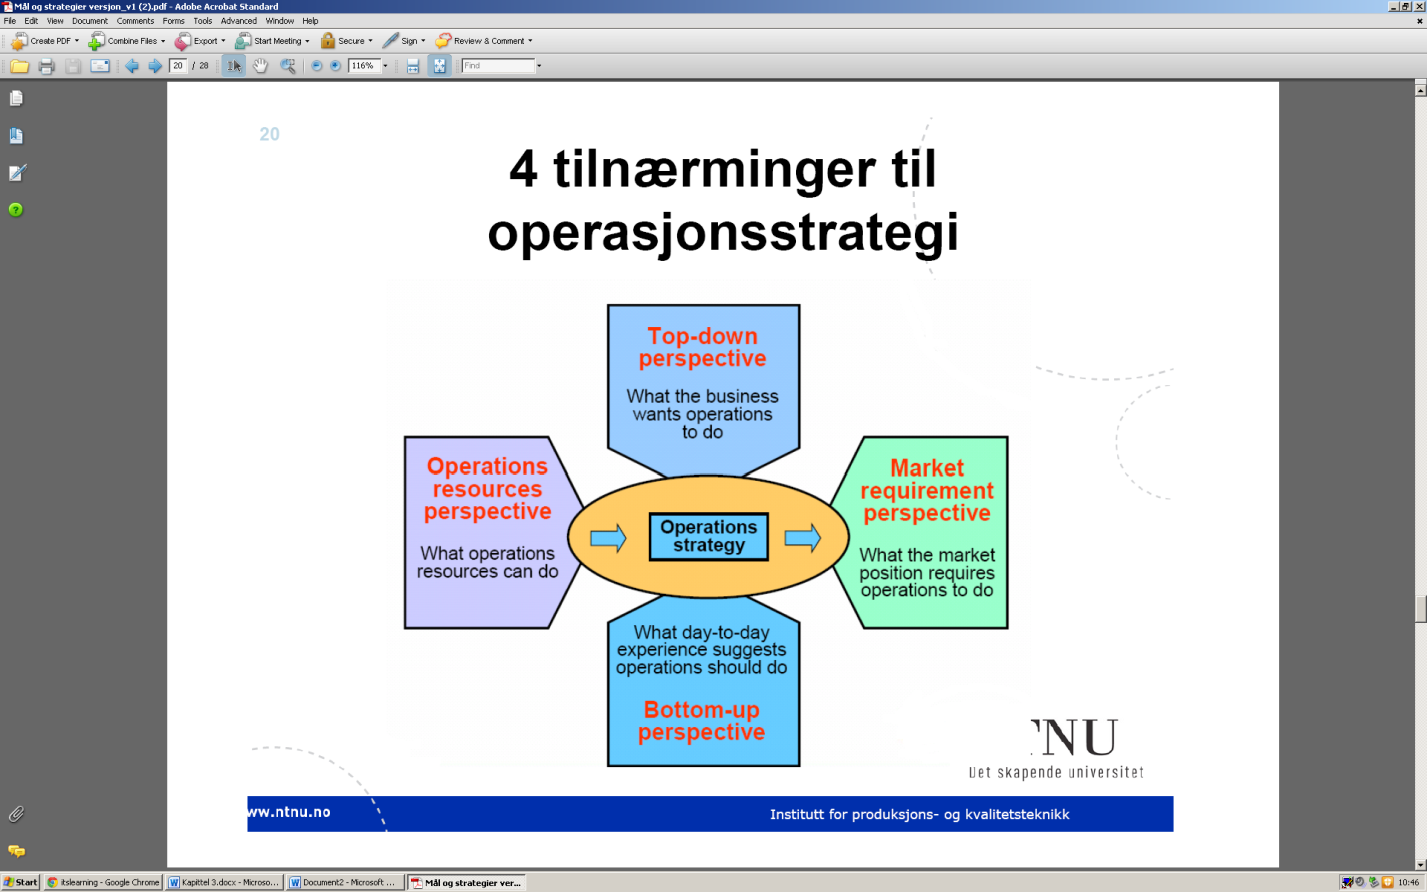 Mål og strategier versjon_v1 (2).pdf - Adobe Acrobat Standard
File Edit View Document Comments Forms Tools Advanced Window Help
Create PDF Combine Files Export Start Meeting Secure Sign Review & Comment
20 / 28 116% Find
20
4 tilnærminger til
operasjonsstrategi
Top-down
perspective
What the business
wants operations
to do
Operations
resources
perspective
What operations
resources can do
Operations
strategy
Market
requirement
perspective
What the market
position requires
operations to do
What day-to-day
experience suggests
operations should do
Bottom-up
perspective
NU
Det skapende universitet
ww.ntnu.no
Institutt for produksjons- og kvalitetsteknikk
Start itslearning - Google Chrome Kapittel 3.docx - Microso... Document2 - Microsoft ... Mål og strategier ver... 10:46